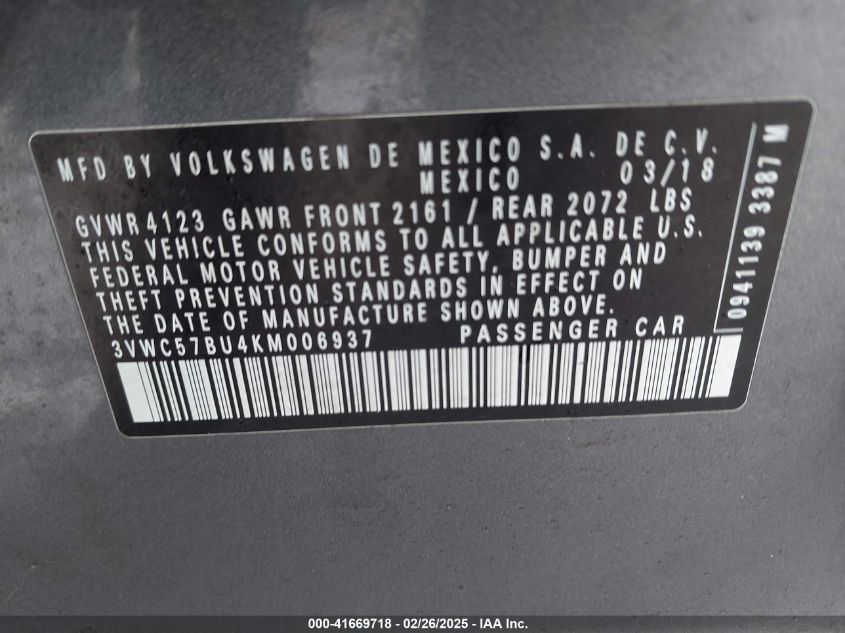 MFD BY VOLKSWAGEN DE MEXICO S.A. DE C.V.
MEXICO 03/18
GVWR 4123 GAWR FRONT 2161 / REAR 2072 LBS
THIS VEHICLE CONFORMS TO ALL APPLICABLE U.S.
FEDERAL MOTOR VEHICLE SAFETY, BUMPER AND
THEFT PREVENTION STANDARDS IN EFFECT ON
THE DATE OF MANUFACTURE SHOWN ABOVE.
3VWC57BU4KM006937 PASSENGER CAR
0941139 3387 M
000-41669718 - 02/26/2025 - IAA Inc.